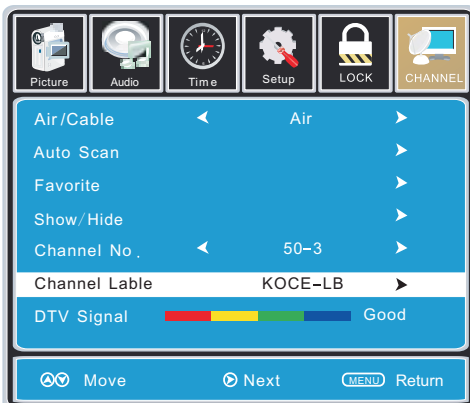 Picture Audio Time Setup LOCK CHANNEL
Air/Cable Air
Auto Scan
Favorite
Show/Hide
Channel No. 50-3
Channel Lable KOCE-LB
DTV Signal Good
Move Next MENU Return